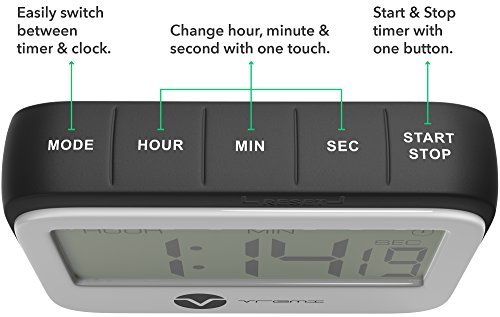 Easily switch
between
timer & clock.
Change hour, minute &
second with one touch.
Start & Stop
timer with
one button.
MODE
HOUR
MIN
SEC
START
STOP
RESET
HOUR
MIN
SEC
1:14 19